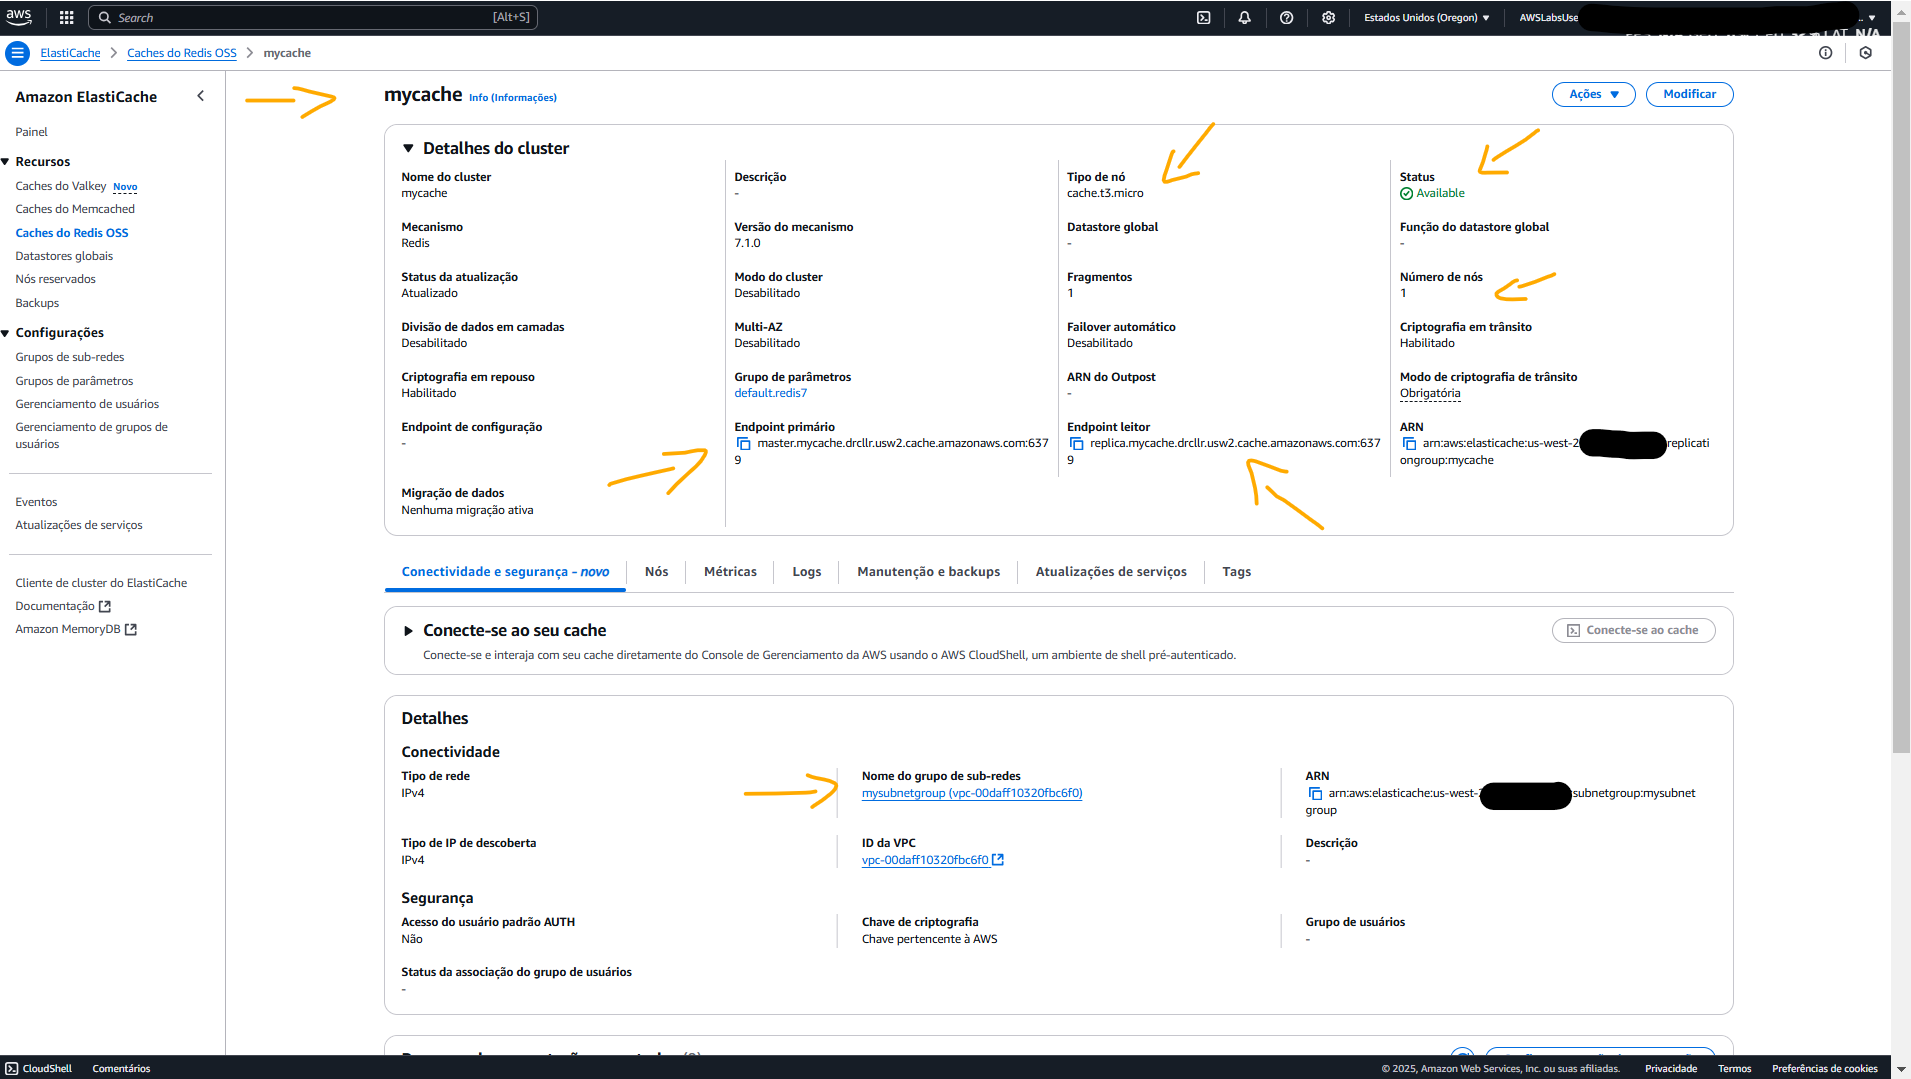 aws
Search [Alt+S]
Estados Unidos (Oregon)
AWSLabsUse
ElastiCache
Caches do Redis OSS
mycache
Amazon ElastiCache
Painel
Recursos
Caches do Valkey Novo
Caches do Memcached
Caches do Redis OSS
Datastores globais
Nós reservados
Backups
Configurações
Grupos de sub-redes
Grupos de parâmetros
Gerenciamento de usuários
Gerenciamento de grupos de
usuários
Eventos
Atualizações de serviços
Cliente de cluster do ElastiCache
Documentação
Amazon MemoryDB
mycache Info (Informações)
Ações
Modificar
Detalhes do cluster
Nome do cluster
mycache
Descrição
-
Tipo de nó
cache.t3.micro
Status
Available
Mecanismo
Redis
Versão do mecanismo
7.1.0
Datastore global
-
Função do datastore global
-
Status da atualização
Atualizado
Modo do cluster
Desabilitado
Fragmentos
1
Número de nós
1
Divisão de dados em camadas
Desabilitado
Multi-AZ
Desabilitado
Failover automático
Desabilitado
Criptografia em trânsito
Habilitado
Criptografia em repouso
Habilitado
Grupo de parâmetros
default.redis7
ARN do Outpost
-
Modo de criptografia de trânsito
Obrigatória
Endpoint de configuração
-
Endpoint primário
master.mycache.drcllr.usw2.cache.amazonaws.com:637
9
Endpoint leitor
replica.mycache.drcllr.usw2.cache.amazonaws.com:637
9
ARN
arn:aws:elasticache:us-west-2 replicati
ongroup:mycache
Migração de dados
Nenhuma migração ativa
Conectividade e segurança - novo
Nós
Métricas
Logs
Manutenção e backups
Atualizações de serviços
Tags
Conecte-se ao seu cache
Conecte-se ao cache
Conecte-se e interaja com seu cache diretamente do Console de Gerenciamento da AWS usando o AWS CloudShell, um ambiente de shell pré-autenticado.
Detalhes
Conectividade
Tipo de rede
IPv4
Nome do grupo de sub-redes
mysubnetgroup (vpc-00daff10320fbc6f0)
ARN
arn:aws:elasticache:us-west- subnetgroup:mysubnet
group
Tipo de IP de descoberta
IPv4
ID da VPC
vpc-00daff10320fbc6f0
Descrição
-
Segurança
Acesso do usuário padrão AUTH
Não
Chave de criptografia
Chave pertencente à AWS
Grupo de usuários
-
Status da associação do grupo de usuários
-
CloudShell
Comentários
© 2025, Amazon Web Services, Inc. ou suas afiliadas.
Privacidade
Termos
Preferências de cookies